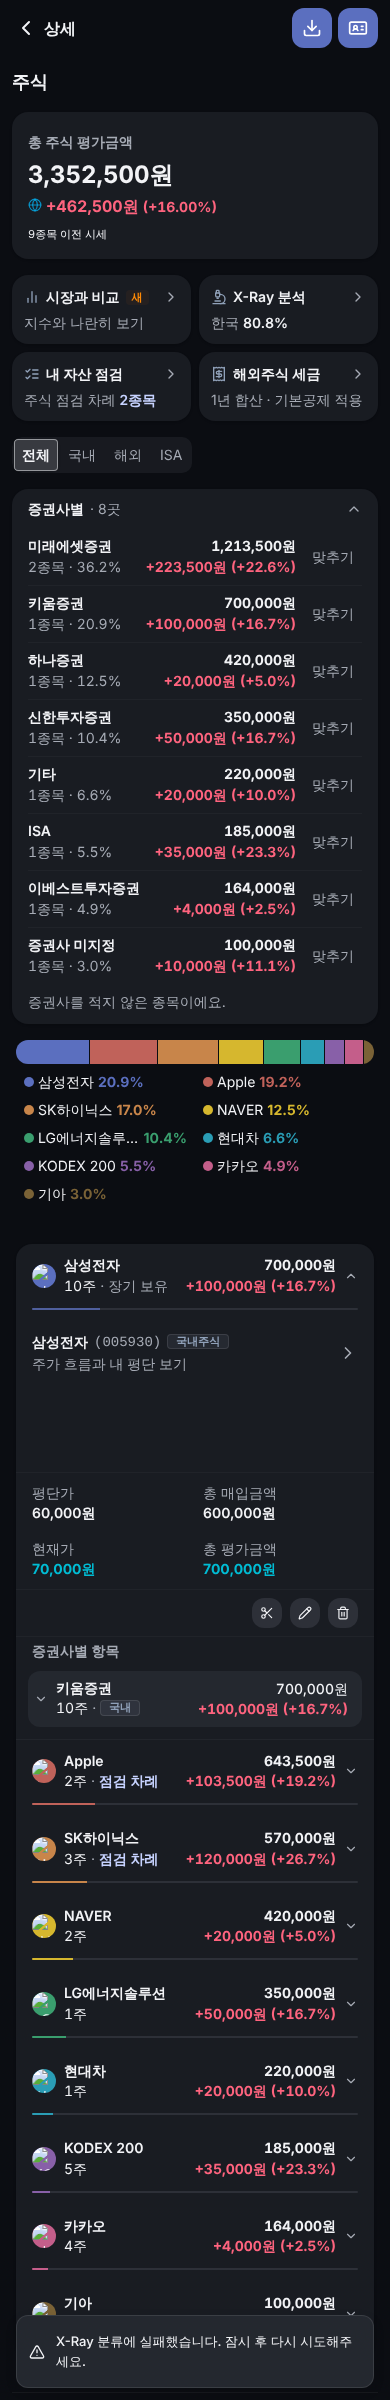 상세
주식
총 주식 평가금액
3,352,500원
+462,500원 (+16.00%)
9종목 이전 시세
시장과 비교 새
지수와 나란히 보기
X-Ray 분석
한국 80.8%
내 자산 점검
주식 점검 차례 2종목
해외주식 세금
1년 합산 · 기본공제 적용
전체 국내 해외 ISA
증권사별 · 8곳
미래에셋증권 1,213,500원
2종목 · 36.2% +223,500원 (+22.6%) 맞추기
키움증권 700,000원
1종목 · 20.9% +100,000원 (+16.7%) 맞추기
하나증권 420,000원
1종목 · 12.5% +20,000원 (+5.0%) 맞추기
신한투자증권 350,000원
1종목 · 10.4% +50,000원 (+16.7%) 맞추기
기타 220,000원
1종목 · 6.6% +20,000원 (+10.0%) 맞추기
ISA 185,000원
1종목 · 5.5% +35,000원 (+23.3%) 맞추기
이베스트투자증권 164,000원
1종목 · 4.9% +4,000원 (+2.5%) 맞추기
증권사 미지정 100,000원
1종목 · 3.0% +10,000원 (+11.1%) 맞추기
증권사를 적지 않은 종목이에요.
삼성전자 20.9% Apple 19.2%
SK하이닉스 17.0% NAVER 12.5%
LG에너지솔루... 10.4% 현대차 6.6%
KODEX 200 5.5% 카카오 4.9%
기아 3.0%
삼성전자 700,000원
10주 · 장기 보유 +100,000원 (+16.7%)
삼성전자 (005930) 국내주식
주가 흐름과 내 평단 보기
평단가 총 매입금액
60,000원 600,000원
현재가 총 평가금액
70,000원 700,000원
증권사별 항목
키움증권 700,000원
10주 · 국내 +100,000원 (+16.7%)
Apple 643,500원
2주 · 점검 차례 +103,500원 (+19.2%)
SK하이닉스 570,000원
3주 · 점검 차례 +120,000원 (+26.7%)
NAVER 420,000원
2주 +20,000원 (+5.0%)
LG에너지솔루션 350,000원
1주 +50,000원 (+16.7%)
현대차 220,000원
1주 +20,000원 (+10.0%)
KODEX 200 185,000원
5주 +35,000원 (+23.3%)
카카오 164,000원
4주 +4,000원 (+2.5%)
기아 100,000원
X-Ray 분류에 실패했습니다. 잠시 후 다시 시도해주
세요.